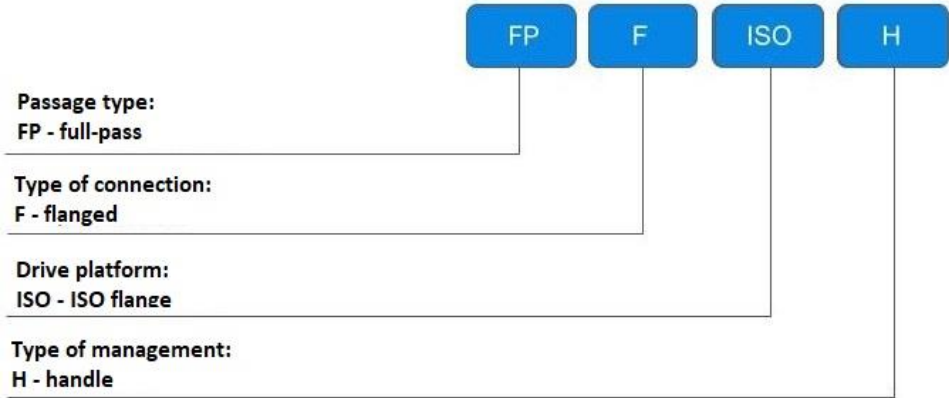 FP F ISO H
Passage type:
FP - full-pass
Type of connection:
F - flanged
Drive platform:
ISO - ISO flange
Type of management:
H - handle